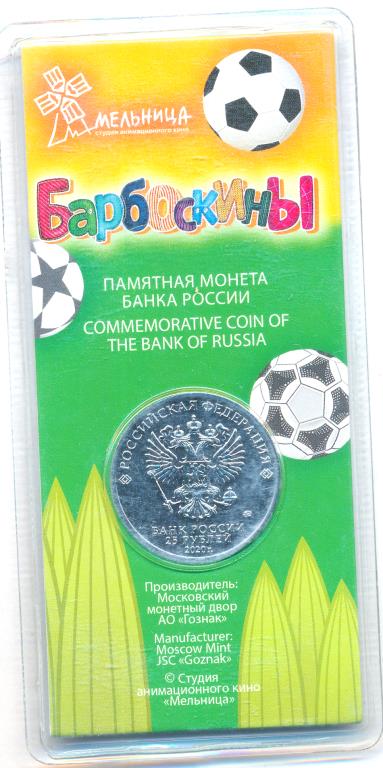 МЕЛЬНИЦА
студия анимационного кино
Барбоскины
ПАМЯТНАЯ МОНЕТА
БАНКА РОССИИ
COMMEMORATIVE COIN OF
THE BANK OF RUSSIA
РОССИЙСКАЯ ФЕДЕРАЦИЯ
БАНК РОССИИ
25 РУБЛЕЙ
2020 г.
Производитель:
Московский
монетный двор
АО «Гознак»
Manufacturer:
Moscow Mint
JSC «Goznak»
© Студия
анимационного кино
«Мельница»